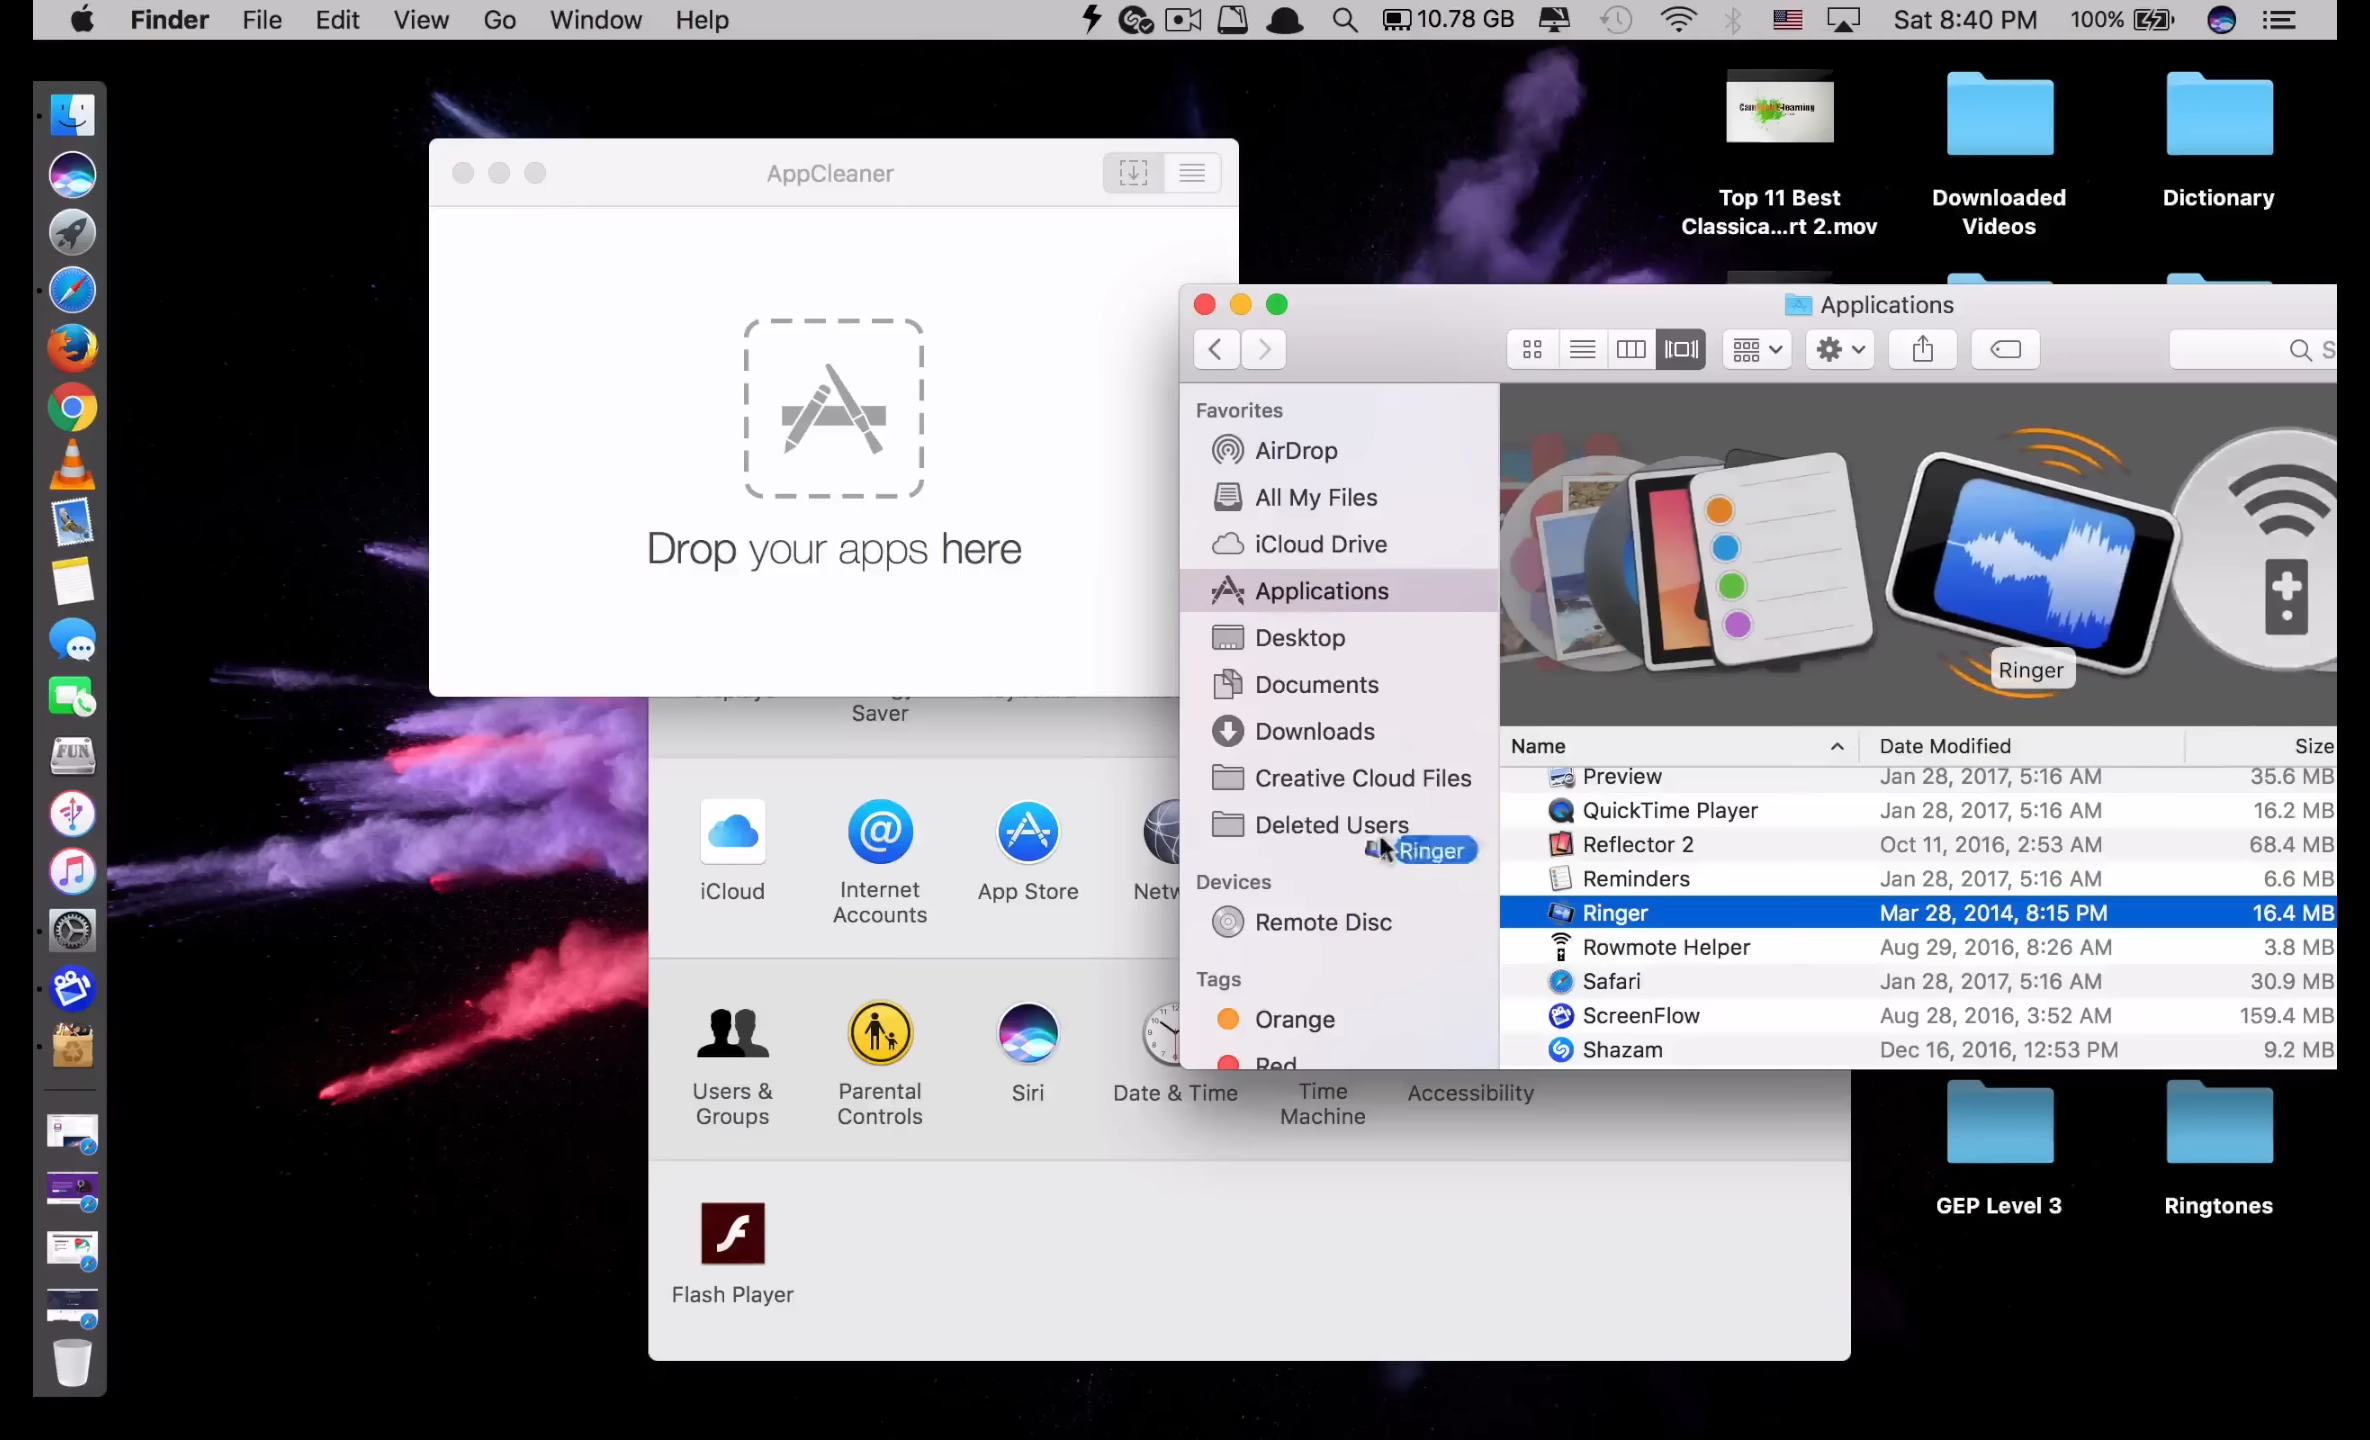 Finder File Edit View Go Window Help
10.78 GB
Sat 8:40 PM
100%
Top 11 Best
Classica...rt 2.mov
Downloaded
Videos
Dictionary
AppCleaner
Drop your apps here
Applications
Favorites
AirDrop
All My Files
iCloud Drive
Applications
Desktop
Documents
Downloads
Creative Cloud Files
Deleted Users
Ringer
Devices
Remote Disc
Tags
Orange
Red
Ringer
Name Date Modified Size
Preview Jan 28, 2017, 5:16 AM 35.6 MB
QuickTime Player Jan 28, 2017, 5:16 AM 16.2 MB
Reflector 2 Oct 11, 2016, 2:53 AM 68.4 MB
Reminders Jan 28, 2017, 5:16 AM 6.6 MB
Ringer Mar 28, 2014, 8:15 PM 16.4 MB
Rowmote Helper Aug 29, 2016, 8:26 AM 3.8 MB
Safari Jan 28, 2017, 5:16 AM 30.9 MB
ScreenFlow Aug 28, 2016, 3:52 AM 159.4 MB
Shazam Dec 16, 2016, 12:53 PM 9.2 MB
FUN
Saver
iCloud
Internet
Accounts
App Store
Netw
Users &
Groups
Parental
Controls
Siri
Date & Time
Time
Machine
Accessibility
Flash Player
GEP Level 3
Ringtones